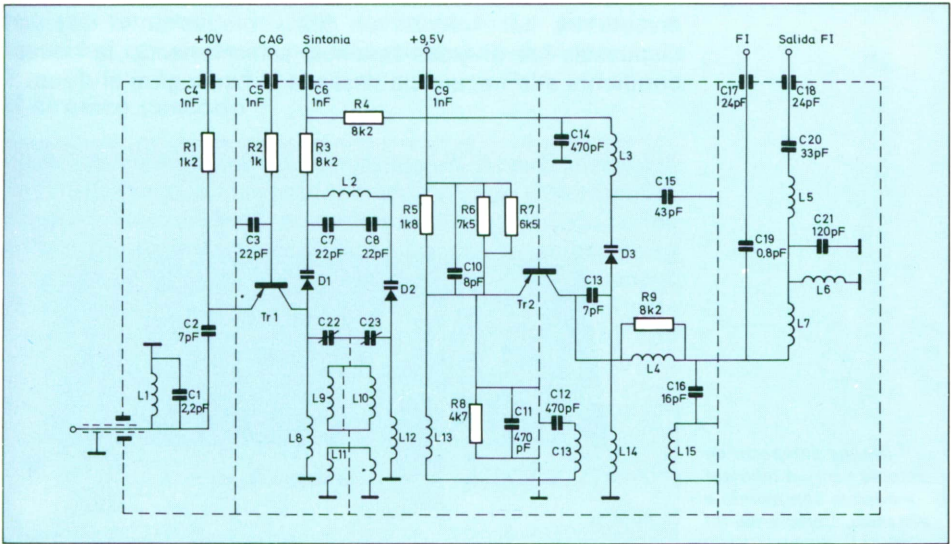 +10V CAG Sintonia +9,5V FI Salida FI
C4 1nF
C5 1nF
C6 1nF
C9 1nF
C17 24pF
C18 24pF
R4 8k2
C14 470pF
L3
C20 33pF
R1 1k2
R2 1k
R3 8k2
L2
R5 1k8
R6 7k5
R7 6k5
C15 43pF
L5
C3 22pF
C7 22pF
C8 22pF
C10 8pF
C19 0,8pF
C21 120pF
D1
D2
Tr1
Tr2
D3
C13 7pF
L6
R9 8k2
L7
C2 7pF
C22
C23
L4
L1
C1 2,2pF
L9
L10
R8 4k7
C11 470 pF
C12 470pF
C16 16pF
L8
L11
L12
L13
C13
L14
L15